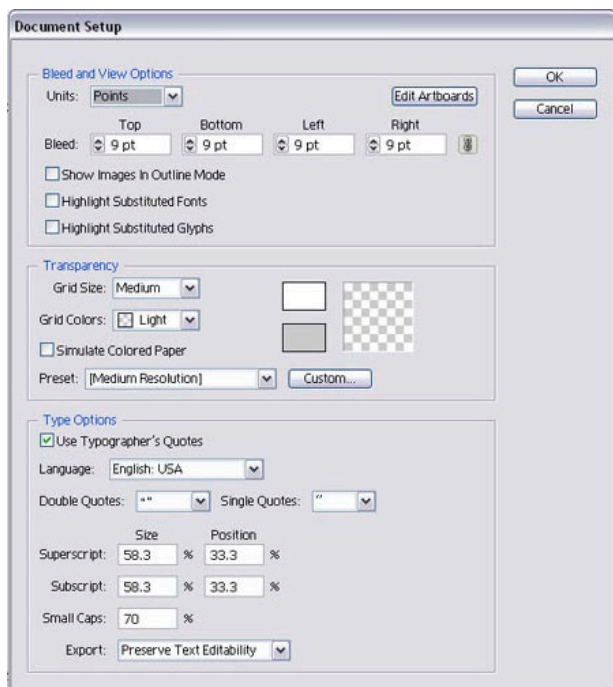 Document Setup
Bleed and View Options
OK
Units: Points Edit Artboards
Cancel
Top Bottom Left Right
Bleed: 9 pt 9 pt 9 pt 9 pt
Show Images In Outline Mode
Highlight Substituted Fonts
Highlight Substituted Glyphs
Transparency
Grid Size: Medium
Grid Colors: Light
Simulate Colored Paper
Preset: [Medium Resolution] Custom...
Type Options
Use Typographer's Quotes
Language: English: USA
Double Quotes: “” Single Quotes: ‘’
Size Position
Superscript: 58.3 % 33.3 %
Subscript: 58.3 % 33.3 %
Small Caps: 70 %
Export: Preserve Text Editability